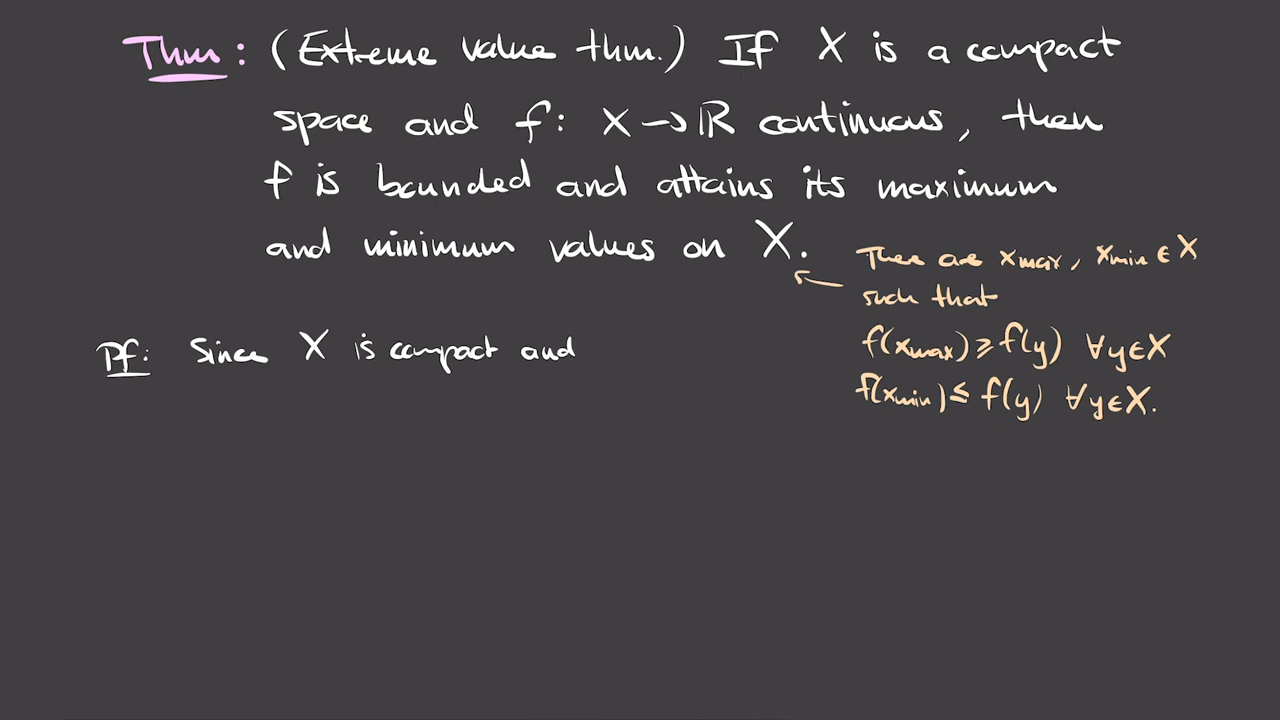 Thm: (Extreme value thm.) If X is a compact
space and f: X → ℝ continuous, then
f is bounded and attains its maximum
and minimum values on X.
There are xmax, xmin ∈ X
such that
f(xmax) ≥ f(y) ∀y∈X
f(xmin) ≤ f(y) ∀y∈X.
Pf: Since X is compact and